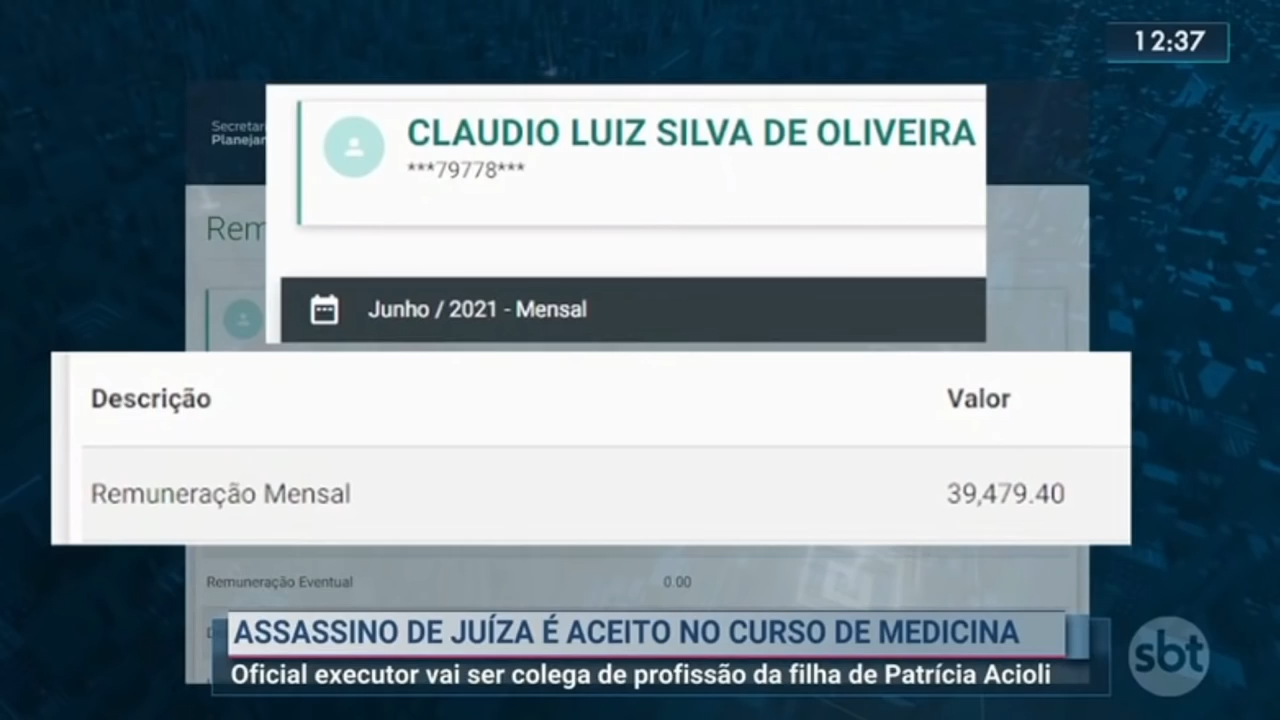 12:37
Secretar
Planejan
CLAUDIO LUIZ SILVA DE OLIVEIRA
***79778***
Rem
Junho / 2021 - Mensal
Descrição Valor
Remuneração Mensal 39,479.40
Remuneração Eventual 0.00
ASSASSINO DE JUÍZA É ACEITO NO CURSO DE MEDICINA
Oficial executor vai ser colega de profissão da filha de Patrícia Acioli
sbt